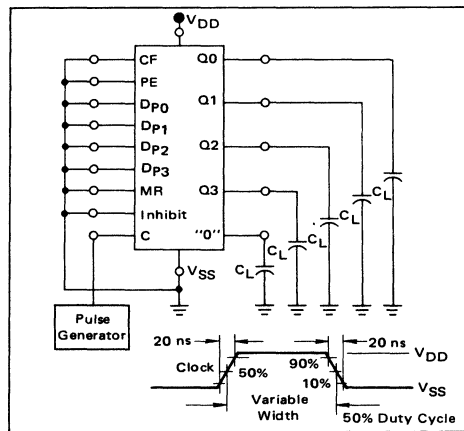 VDD
CF
PE
DP0
DP1
DP2
DP3
MR
Inhibit
C
Q0
Q1
Q2
Q3
"0"
CL
CL
CL
CL
CL
VSS
Pulse
Generator
20 ns
20 ns
Clock
50%
90%
10%
VDD
VSS
Variable
Width
50% Duty Cycle